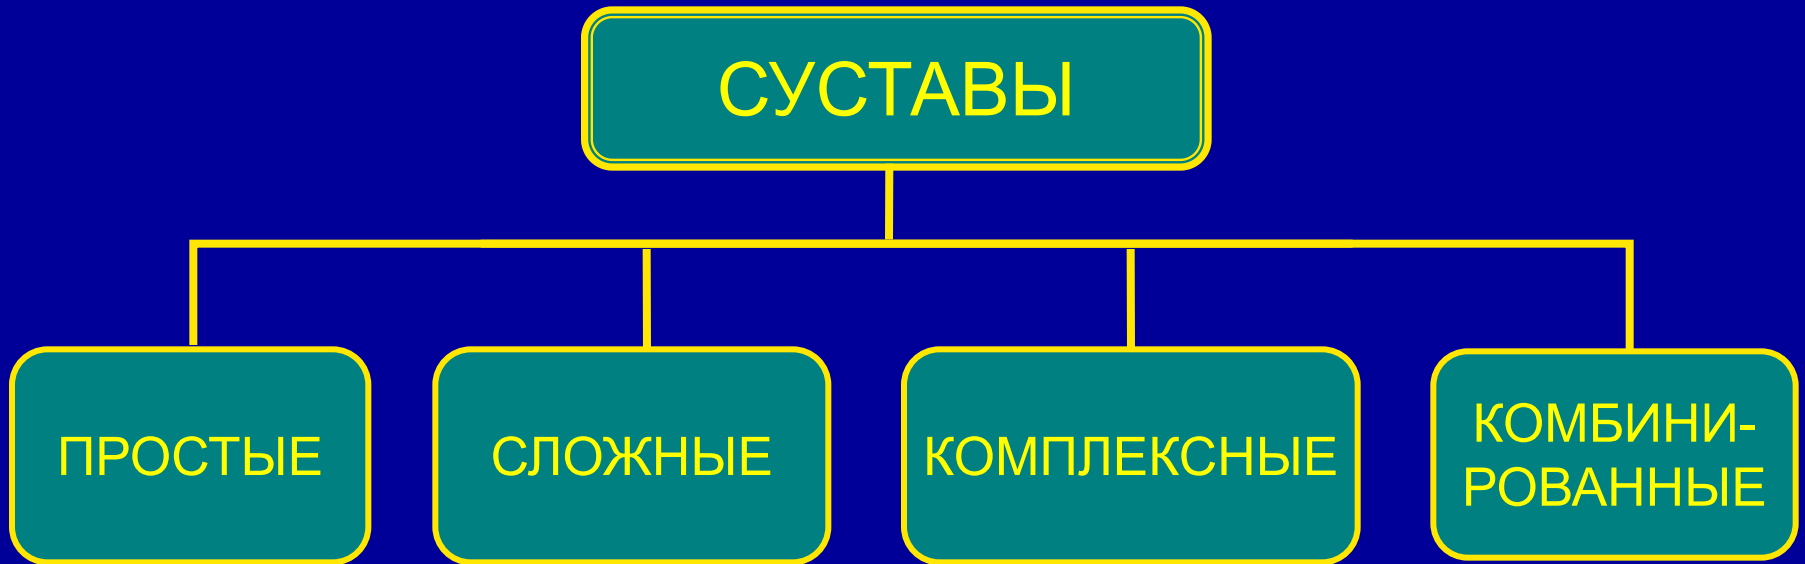 СУСТАВЫ
ПРОСТЫЕ
СЛОЖНЫЕ
КОМПЛЕКСНЫЕ
КОМБИНИ-
РОВАННЫЕ